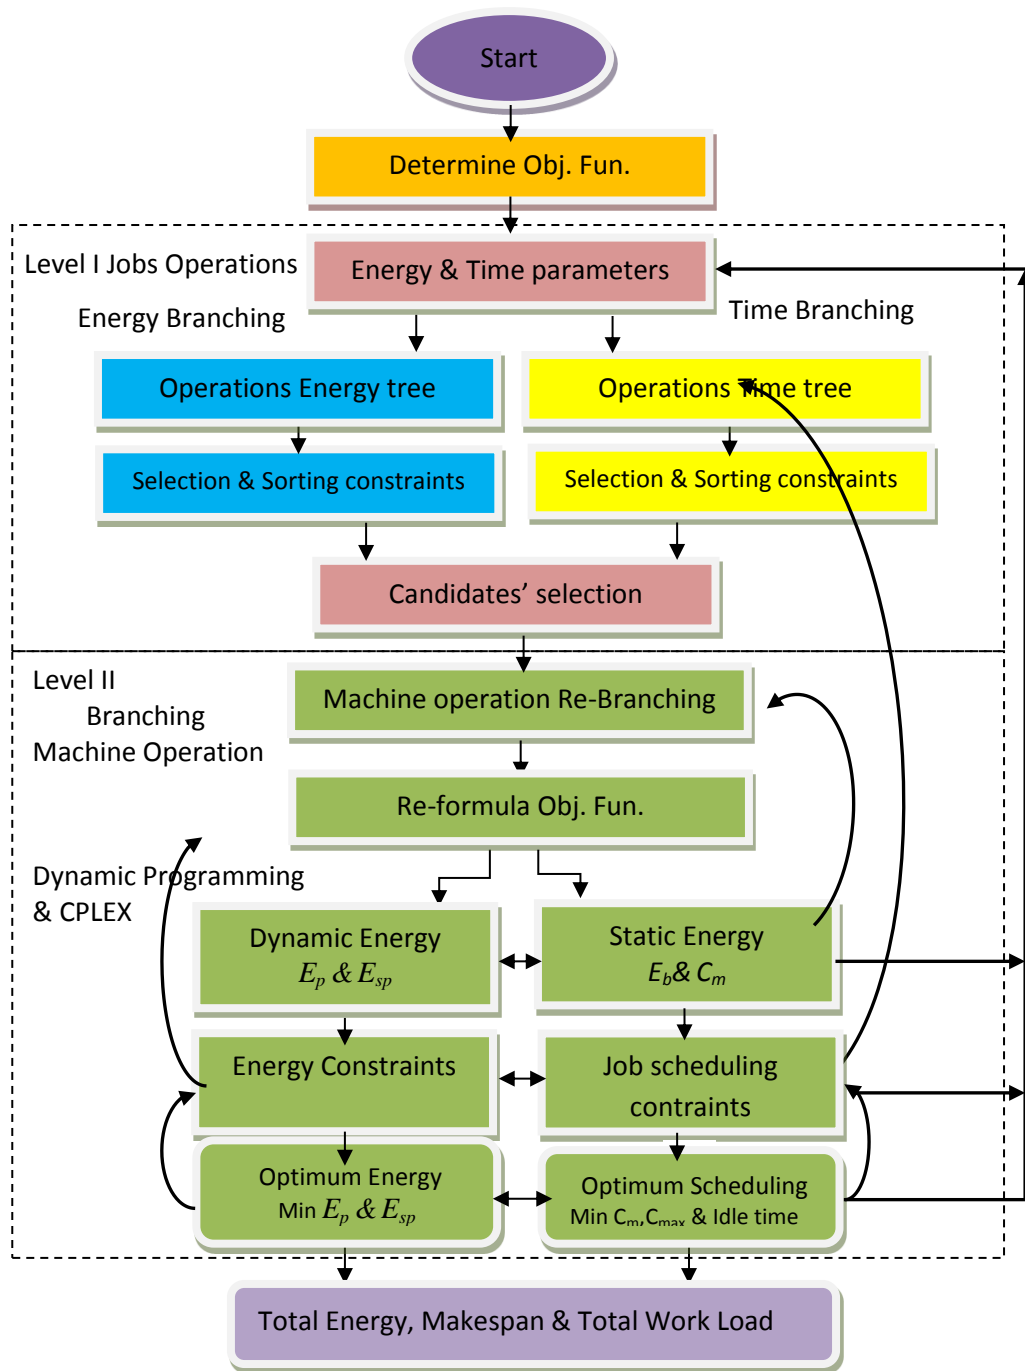 Start
Determine Obj. Fun.
Level I Jobs Operations
Energy & Time parameters
Energy Branching
Time Branching
Operations Energy tree
Operations Time tree
Selection & Sorting constraints
Selection & Sorting constraints
Candidates’ selection
Level II
Branching
Machine Operation
Machine operation Re-Branching
Re-formula Obj. Fun.
Dynamic Programming
& CPLEX
Dynamic Energy
Eₚ & Eₛₚ
Static Energy
E_b& Cₘ
Energy Constraints
Job scheduling
contraints
Optimum Energy
Min Eₚ & Eₛₚ
Optimum Scheduling
Min Cₘ,Cₘₐₓ & Idle time
Total Energy, Makespan & Total Work Load